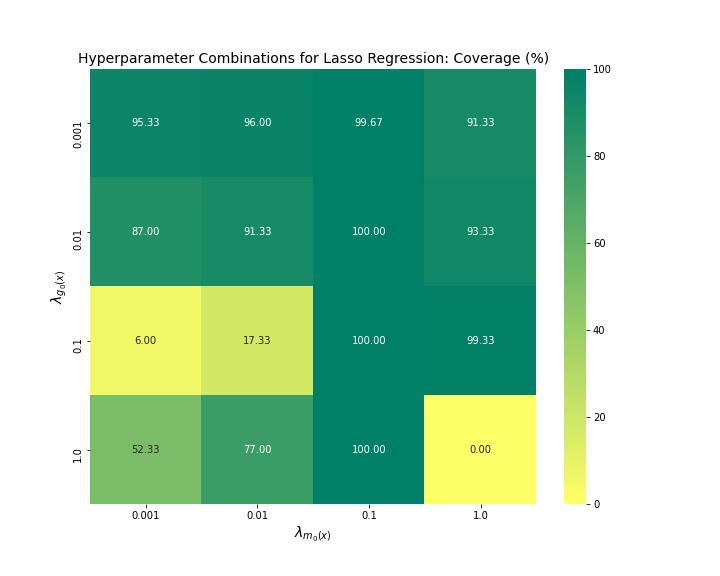 Hyperparameter Combinations for Lasso Regression: Coverage (%)
λg₀(x)
0.001 95.33 96.00 99.67 91.33
0.01 87.00 91.33 100.00 93.33
0.1 6.00 17.33 100.00 99.33
1.0 52.33 77.00 100.00 0.00
0.001 0.01 0.1 1.0
λm₀(x)
100
80
60
40
20
0